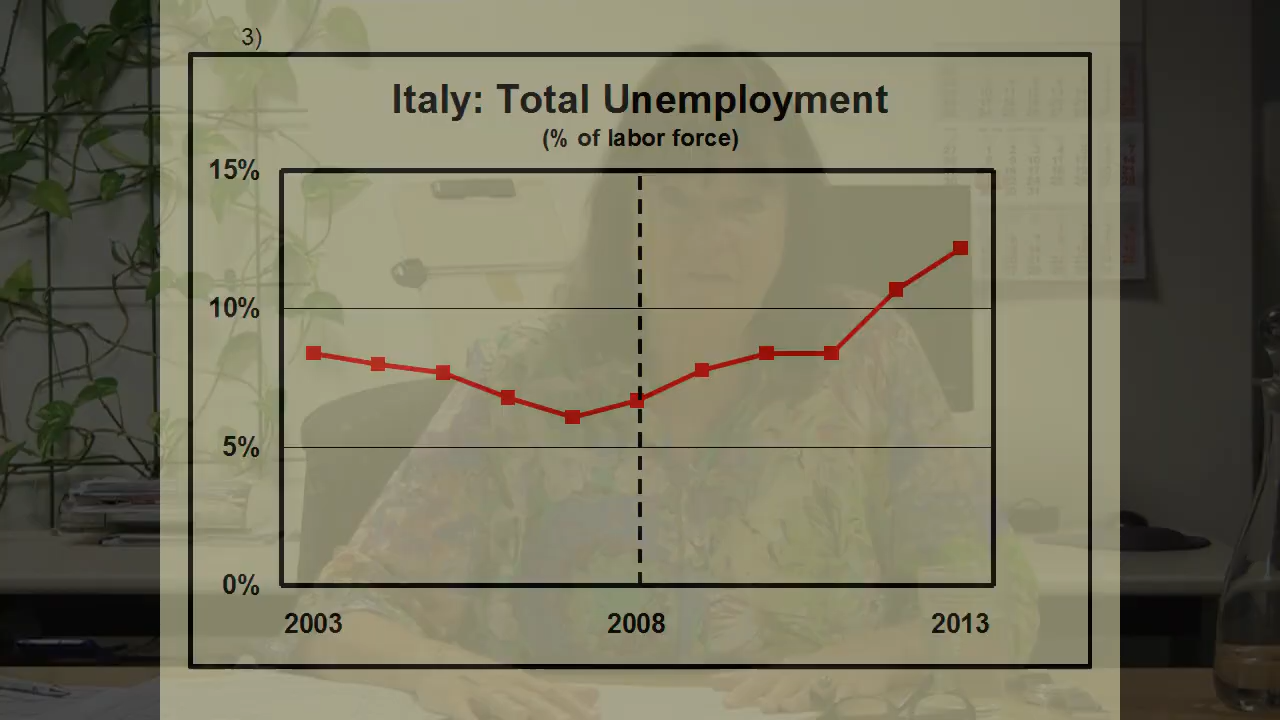 3)
Italy: Total Unemployment
(% of labor force)
15%
10%
5%
0%
2003 2008 2013